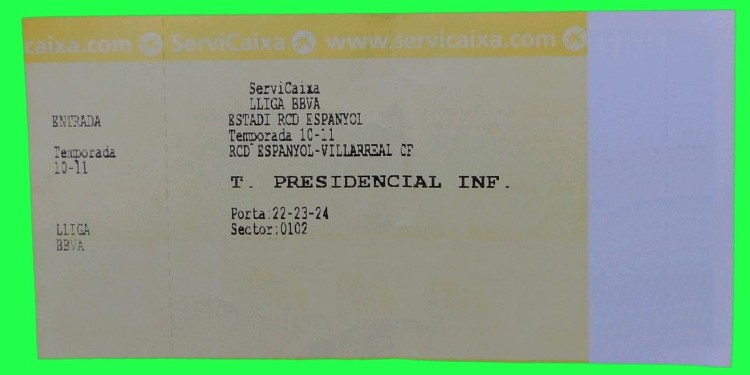 caixa.com ServiCaixa www.servicaixa.com
ServiCaixa
LLIGA BBVA
ENTRADA
ESTADI RCD ESPANYOL
Temporada 10-11
Temporada
10-11
RCD ESPANYOL-VILLARREAL CF
T. PRESIDENCIAL INF.
Porta:22-23-24
Sector:0102
LLIGA
BBVA